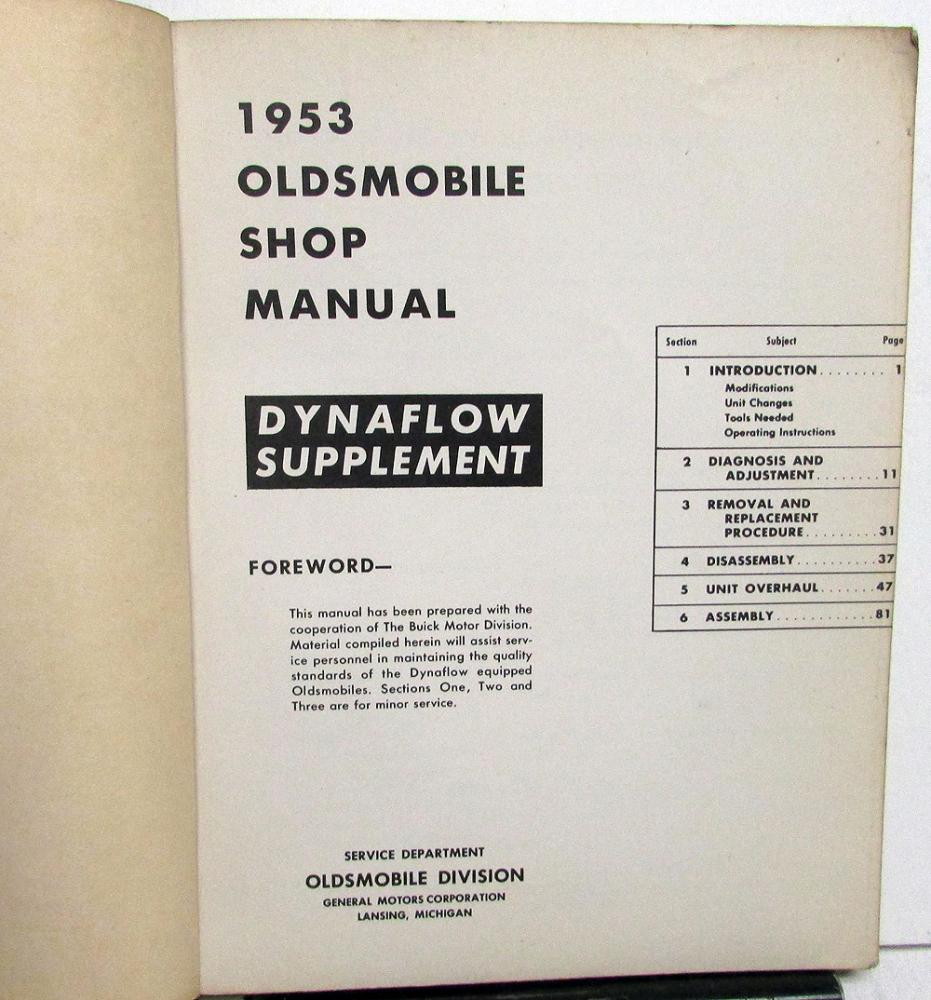 1953
OLDSMOBILE
SHOP
MANUAL
DYNAFLOW
SUPPLEMENT
FOREWORD—
This manual has been prepared with the
cooperation of The Buick Motor Division.
Material compiled herein will assist serv-
ice personnel in maintaining the quality
standards of the Dynaflow equipped
Oldsmobiles. Sections One, Two and
Three are for minor service.
SERVICE DEPARTMENT
OLDSMOBILE DIVISION
GENERAL MOTORS CORPORATION
LANSING, MICHIGAN
Section Subject Page
1 INTRODUCTION........ 1
Modifications
Unit Changes
Tools Needed
Operating Instructions
2 DIAGNOSIS AND
ADJUSTMENT........11
3 REMOVAL AND
REPLACEMENT
PROCEDURE.........31
4 DISASSEMBLY..........37
5 UNIT OVERHAUL.......47
6 ASSEMBLY............81